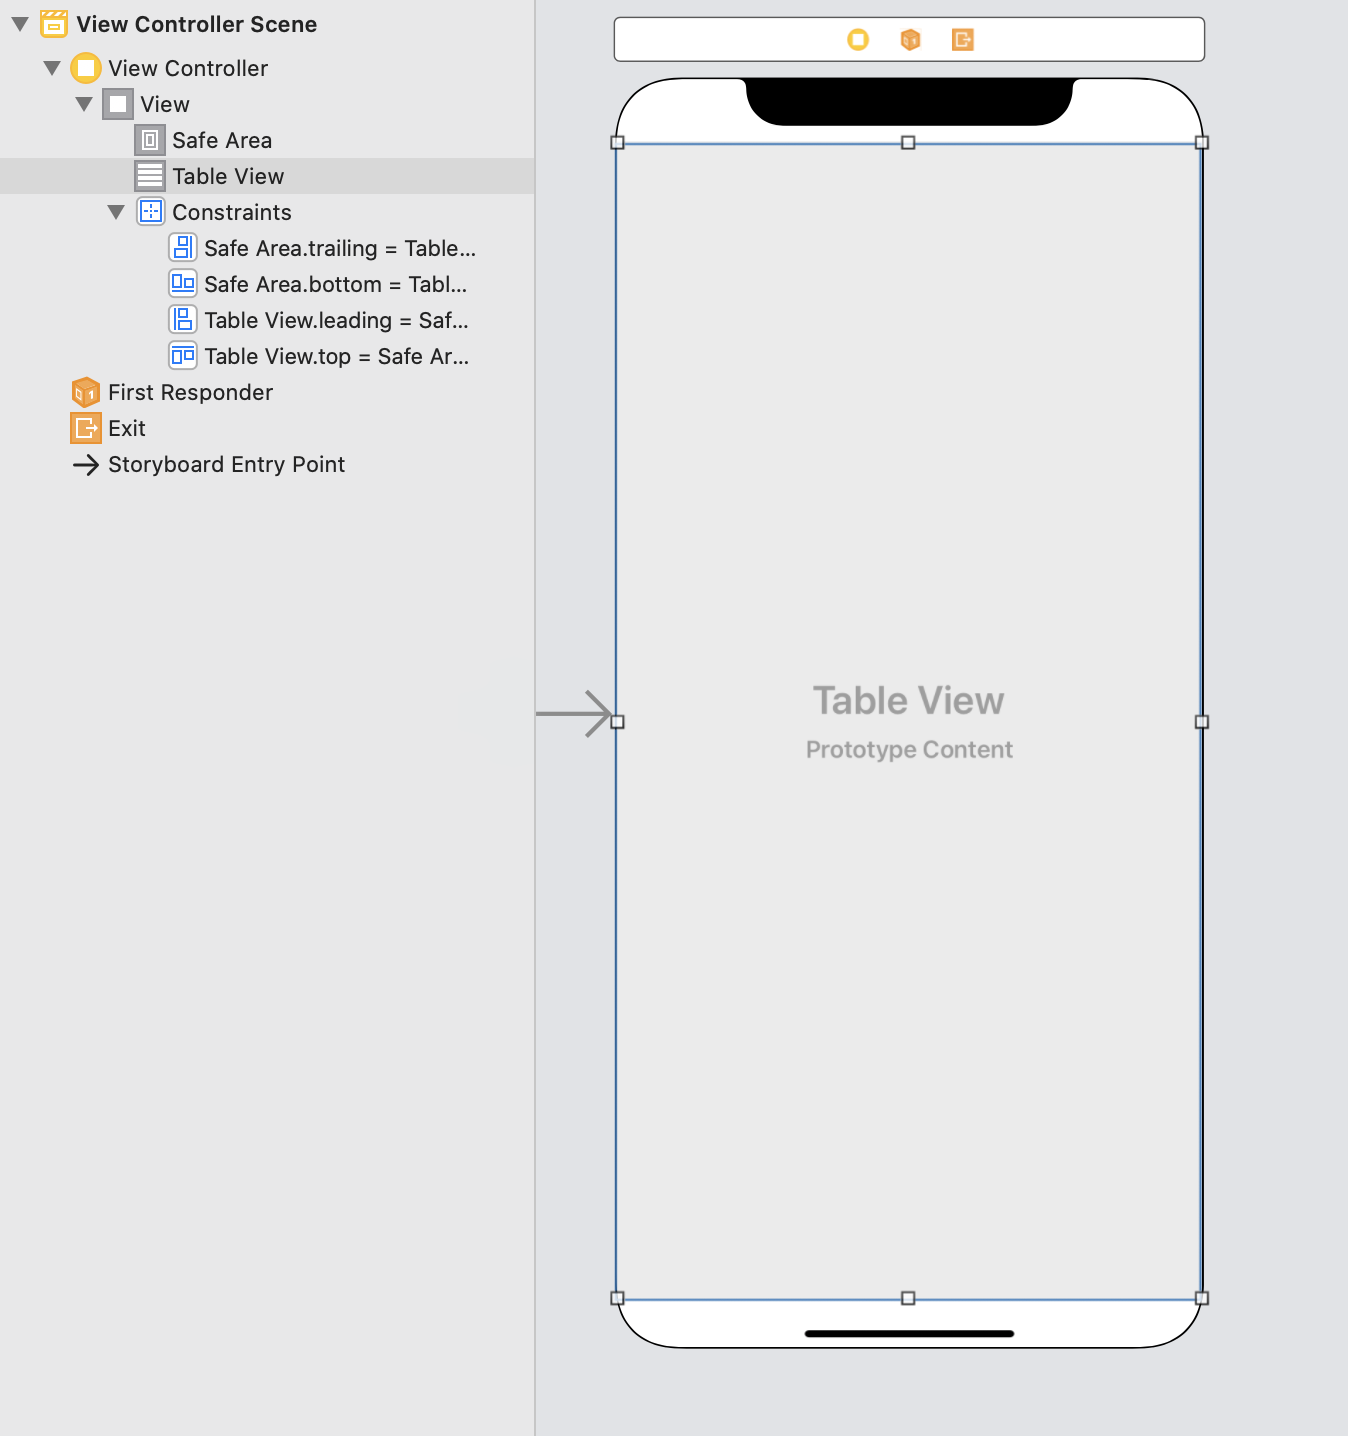 View Controller Scene
View Controller
View
Safe Area
Table View
Constraints
Safe Area.trailing = Table...
Safe Area.bottom = Tabl...
Table View.leading = Saf...
Table View.top = Safe Ar...
First Responder
Exit
Storyboard Entry Point
Table View
Prototype Content